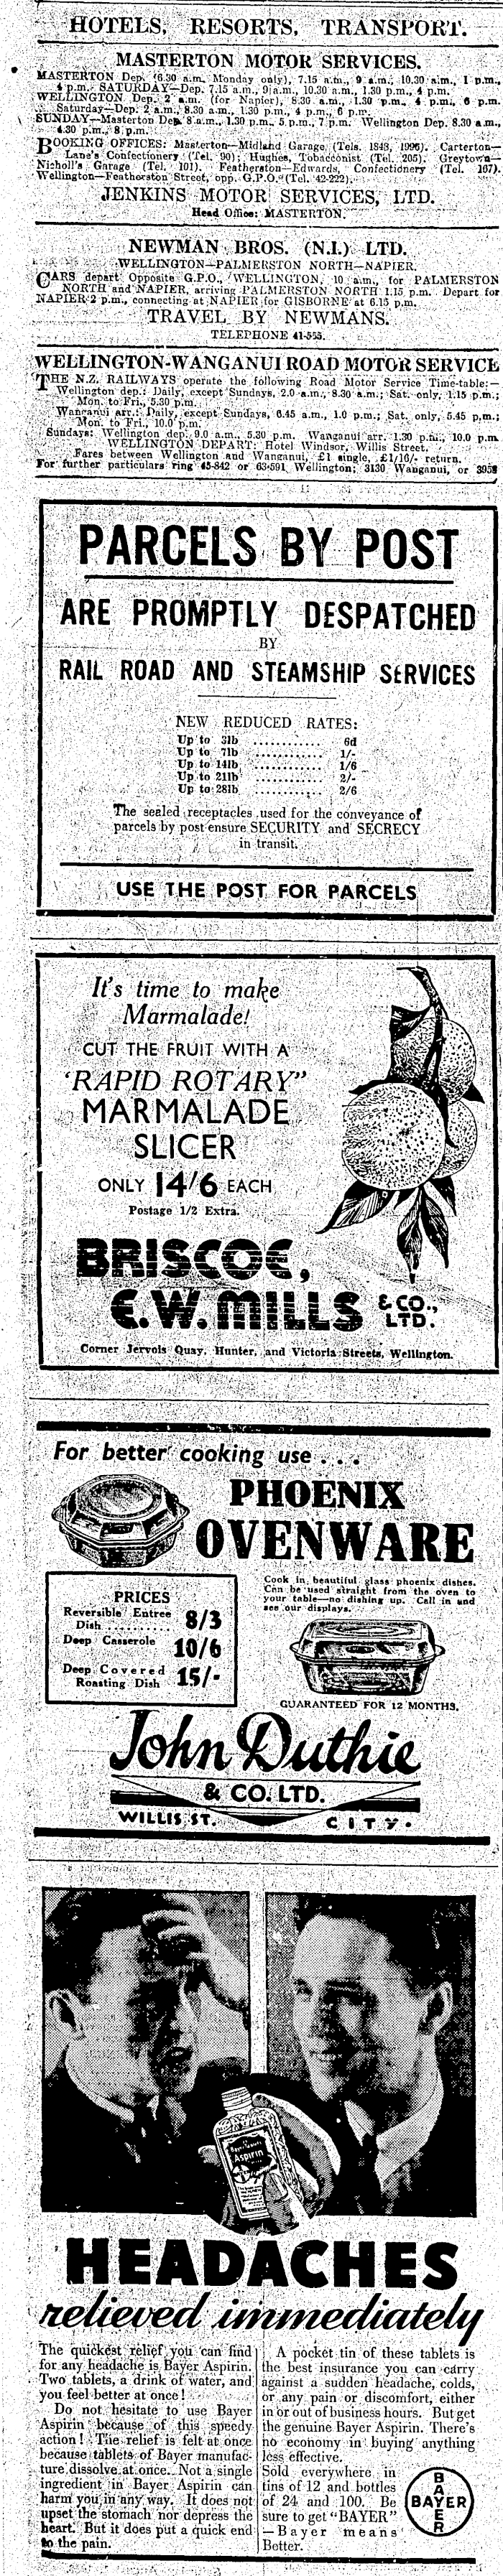 HOTELS, RESORTS, TRANSPORT.
MASTERTON MOTOR SERVICES.
MASTERTON Dep. (6.30 a.m. Monday only), 7.15 a.m., 9 a.m., 10.30 a.m., 1 p.m.,
4 p.m. SATURDAY—Dep. 7.15 a.m., 9 a.m., 10.30 a.m., 1.30 p.m., 4 p.m.
WELLINGTON Dep. 2 a.m. (for Napier), 8.30 a.m., 1.30 p.m., 4 p.m., 6 p.m.
Saturday—Dep. 2 a.m., 8.30 a.m., 1.30 p.m., 4 p.m., 6 p.m.
SUNDAY—Masterton Dep. 8 a.m., 1.30 p.m., 5 p.m., 7 p.m. Wellington Dep. 8.30 a.m.,
4.30 p.m., 8 p.m.
BOOKING OFFICES: Masterton—Midland Garage, (Tels. 1848, 1996). Carterton—
Lane's Confectionery (Tel. 90); Hughes, Tobacconist (Tel. 205). Greytown—
Nicholl's Garage (Tel. 101). Featherston—Edwards, Confectionery (Tel. 107).
Wellington—Featherston Street, opp. G.P.O. (Tel. 42-222).
JENKINS MOTOR SERVICES, LTD.
Head Office: MASTERTON.
NEWMAN BROS. (N.I.) LTD.
WELLINGTON—PALMERSTON NORTH—NAPIER.
CARS depart Opposite G.P.O., WELLINGTON, 10 a.m., for PALMERSTON
NORTH and NAPIER, arriving PALMERSTON NORTH 1.15 p.m. Depart for
NAPIER 2 p.m., connecting at NAPIER for GISBORNE at 6.15 p.m.
TRAVEL BY NEWMANS.
TELEPHONE 41-553.
WELLINGTON-WANGANUI ROAD MOTOR SERVICE
THE N.Z. RAILWAYS operate the following Road Motor Service Time-table:—
Wellington dep.: Daily, except Sundays, 2.0 a.m., 8.30 a.m.; Sat. only, 1.15 p.m.;
Mon. to Fri., 5.30 p.m.
Wanganui arr.: Daily, except Sundays, 6.45 a.m., 1.0 p.m.; Sat. only, 5.45 p.m.;
Mon. to Fri., 10.0 p.m.
Sundays: Wellington dep. 9.0 a.m., 5.30 p.m. Wanganui arr. 1.30 p.m., 10.0 p.m.
WELLINGTON DEPART: Hotel Windsor, Willis Street.
Fares between Wellington and Wanganui, £1 single, £1/16/- return.
For further particulars ring 45-842 or 63-591 Wellington; 3130 Wanganui, or 3958
PARCELS BY POST
ARE PROMPTLY DESPATCHED
BY
RAIL ROAD AND STEAMSHIP SERVICES
NEW REDUCED RATES:
Up to 3lb ........... 6d
Up to 7lb ........... 1/-
Up to 14lb ........... 1/6
Up to 21lb ........... 2/-
Up to 28lb ........... 2/6
The sealed receptacles used for the conveyance of
parcels by post ensure SECURITY and SECRECY
in transit.
USE THE POST FOR PARCELS
It's time to make
Marmalade!
CUT THE FRUIT WITH A
'RAPID ROTARY"
MARMALADE
SLICER
ONLY 14/6 EACH
Postage 1/2 Extra.
BRISCOE,
E.W. MILLS & CO., LTD.
Corner Jervois Quay, Hunter, and Victoria Streets, Wellington.
For better cooking use . . .
PHOENIX
OVENWARE
Cook in beautiful glass phoenix dishes.
Can be used straight from the oven to
your table—no dishing up. Call in and
see our displays.
PRICES
Reversible Entree
Dish .......... 8/3
Deep Casserole 10/6
Deep Covered
Roasting Dish 15/-
GUARANTEED FOR 12 MONTHS.
John Duthie
& CO. LTD.
WILLIS ST. CITY.
Aspirin
HEADACHES
relieved immediately
The quickest relief you can find
for any headache is Bayer Aspirin.
Two tablets, a drink of water, and
you feel better at once!
Do not hesitate to use Bayer
Aspirin because of this speedy
action! The relief is felt at once
because tablets of Bayer manufac-
ture dissolve at once. Not a single
ingredient in Bayer Aspirin can
harm you in any way. It does not
upset the stomach nor depress the
heart. But it does put a quick end
to the pain.
A pocket tin of these tablets is
the best insurance you can carry
against a sudden headache, colds,
or any pain or discomfort, either
in or out of business hours. But get
the genuine Bayer Aspirin. There's
no economy in buying anything
less effective.
Sold everywhere in
tins of 12 and bottles
of 24 and 100. Be
sure to get "BAYER"
—Bayer means
Better.
BAYER
BAYER